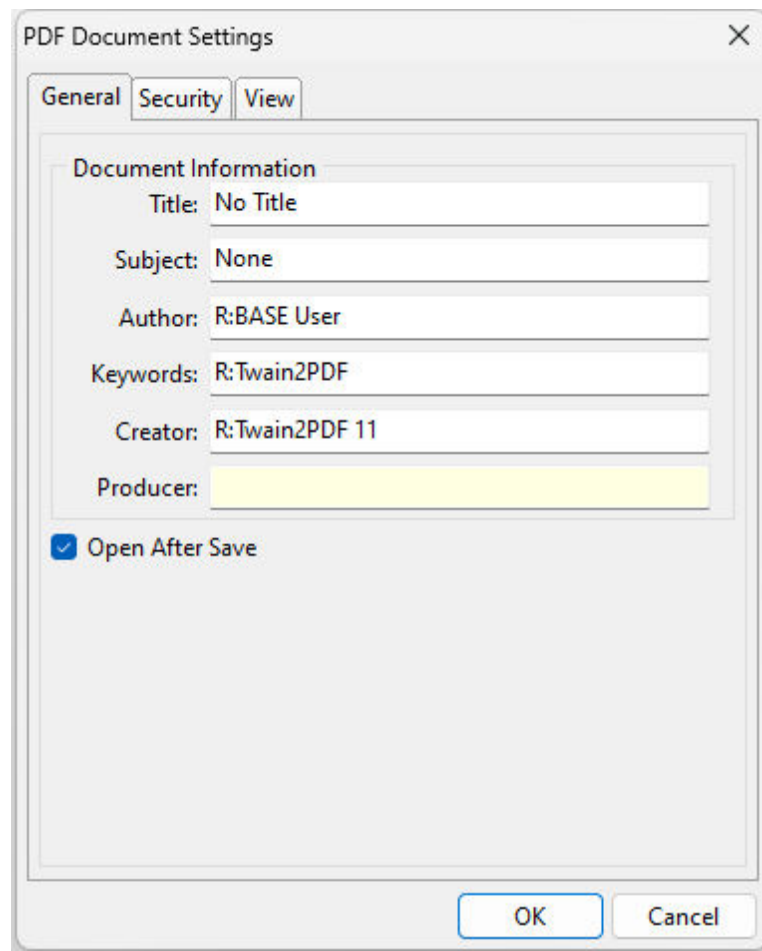 PDF Document Settings
General Security View
Document Information
Title: No Title
Subject: None
Author: R:BASE User
Keywords: R:Twain2PDF
Creator: R:Twain2PDF 11
Producer:
Open After Save
OK Cancel